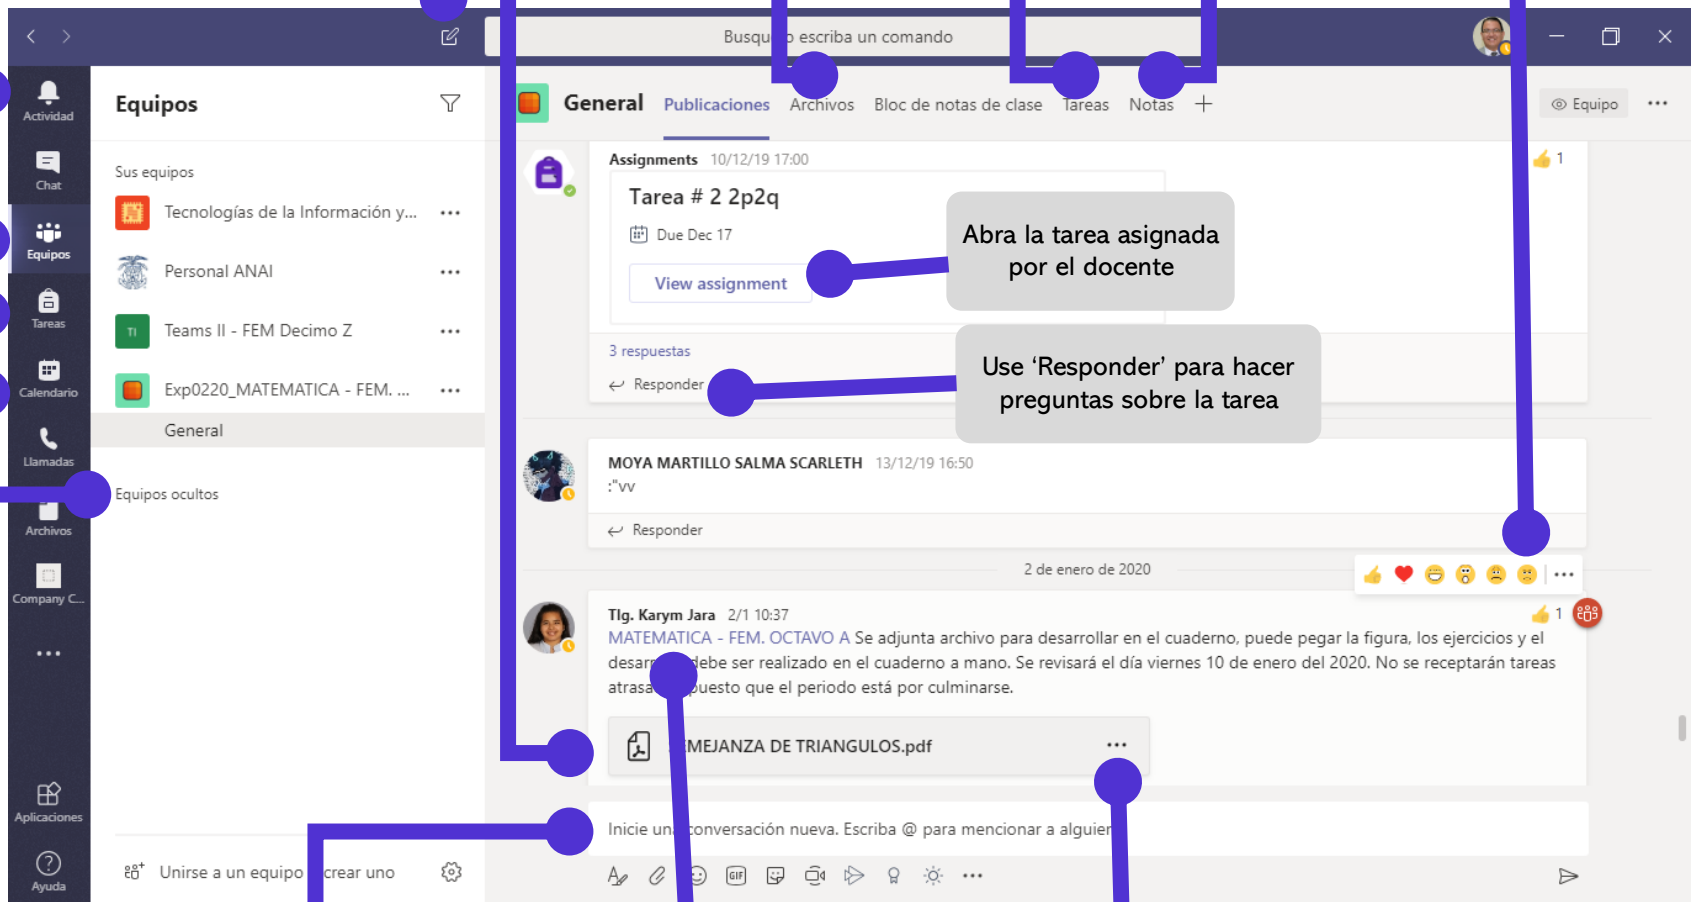 Busqu o escriba un comando
Actividad
Chat
Equipos
Tareas
Calendario
Llamadas
Archivos
Company C...
Aplicaciones
Ayuda
Equipos
Sus equipos
Tecnologías de la Información y...
Personal ANAI
TI
Teams II - FEM Decimo Z
Exp0220_MATEMATICA - FEM. ...
General
Equipos ocultos
Unirse a un equipo crear uno
General Publicaciones Archivos Bloc de notas de clase Tareas Notas
Equipo
Assignments 10/12/19 17:00
1
Tarea # 2 2p2q
Due Dec 17
View assignment
Abra la tarea asignada
por el docente
3 respuestas
Responder
Use ‘Responder’ para hacer
preguntas sobre la tarea
MOYA MARTILLO SALMA SCARLETH 13/12/19 16:50
:"vv
Responder
2 de enero de 2020
Tlg. Karym Jara 2/1 10:37
1
MATEMATICA - FEM. OCTAVO A Se adjunta archivo para desarrollar en el cuaderno, puede pegar la figura, los ejercicios y el
desarr debe ser realizado en el cuaderno a mano. Se revisará el día viernes 10 de enero del 2020. No se receptarán tareas
atrasa puesto que el periodo está por culminarse.
EMEJANZA DE TRIANGULOS.pdf
Inicie un conversación nueva. Escriba @ para mencionar a alguien
GIF